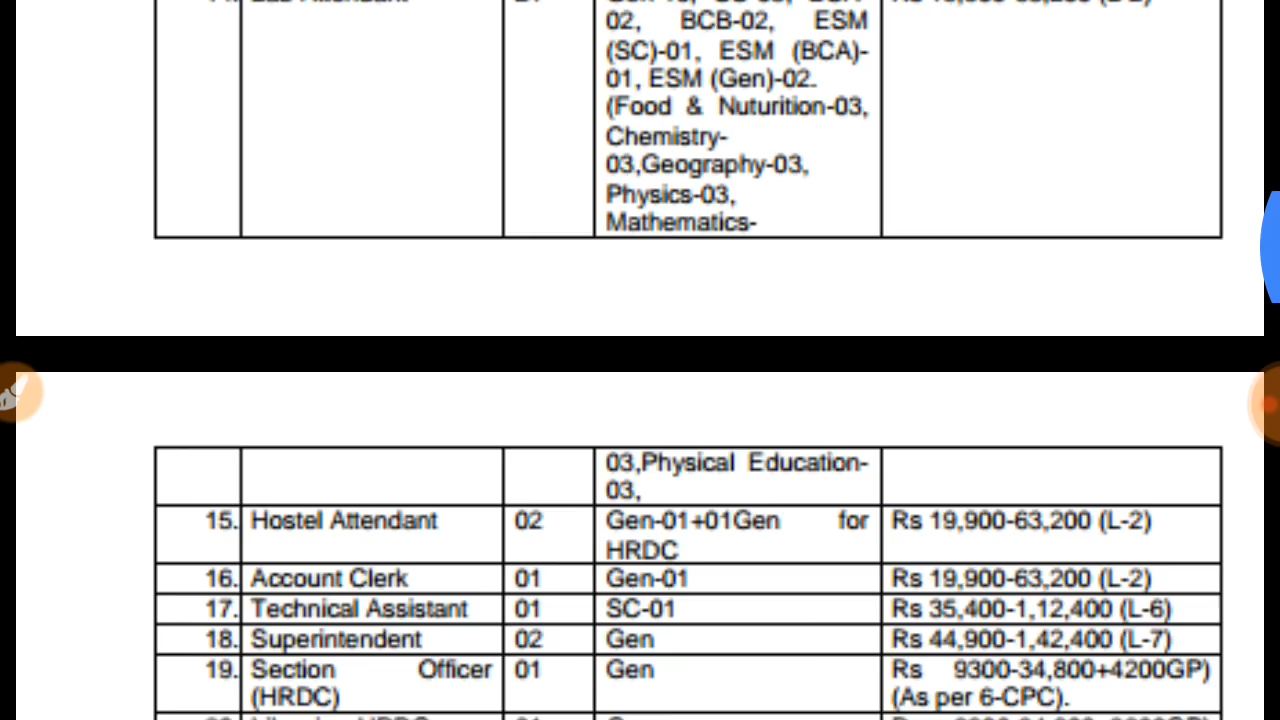 02, BCB-02, ESM
(SC)-01, ESM (BCA)-
01, ESM (Gen)-02.
(Food & Nuturition-03,
Chemistry-
03,Geography-03,
Physics-03,
Mathematics-
03,Physical Education-
03,
15. Hostel Attendant 02 Gen-01+01Gen for Rs 19,900-63,200 (L-2)
HRDC
16. Account Clerk 01 Gen-01 Rs 19,900-63,200 (L-2)
17. Technical Assistant 01 SC-01 Rs 35,400-1,12,400 (L-6)
18. Superintendent 02 Gen Rs 44,900-1,42,400 (L-7)
19. Section Officer 01 Gen Rs 9300-34,800+4200GP)
(HRDC) (As per 6-CPC).